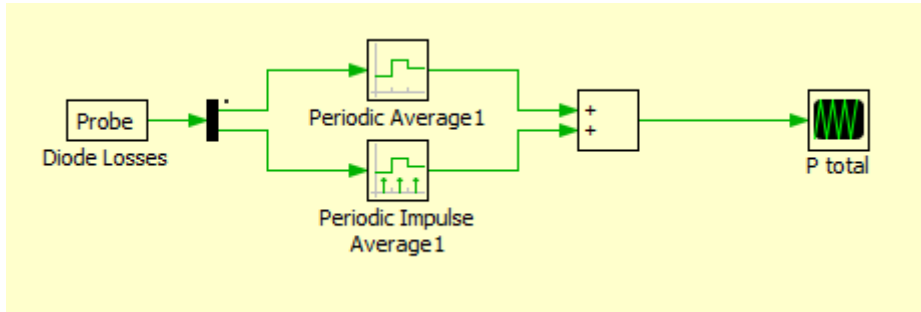 Probe
Diode Losses
Periodic Average1
Periodic Impulse
Average1
+
+
P total